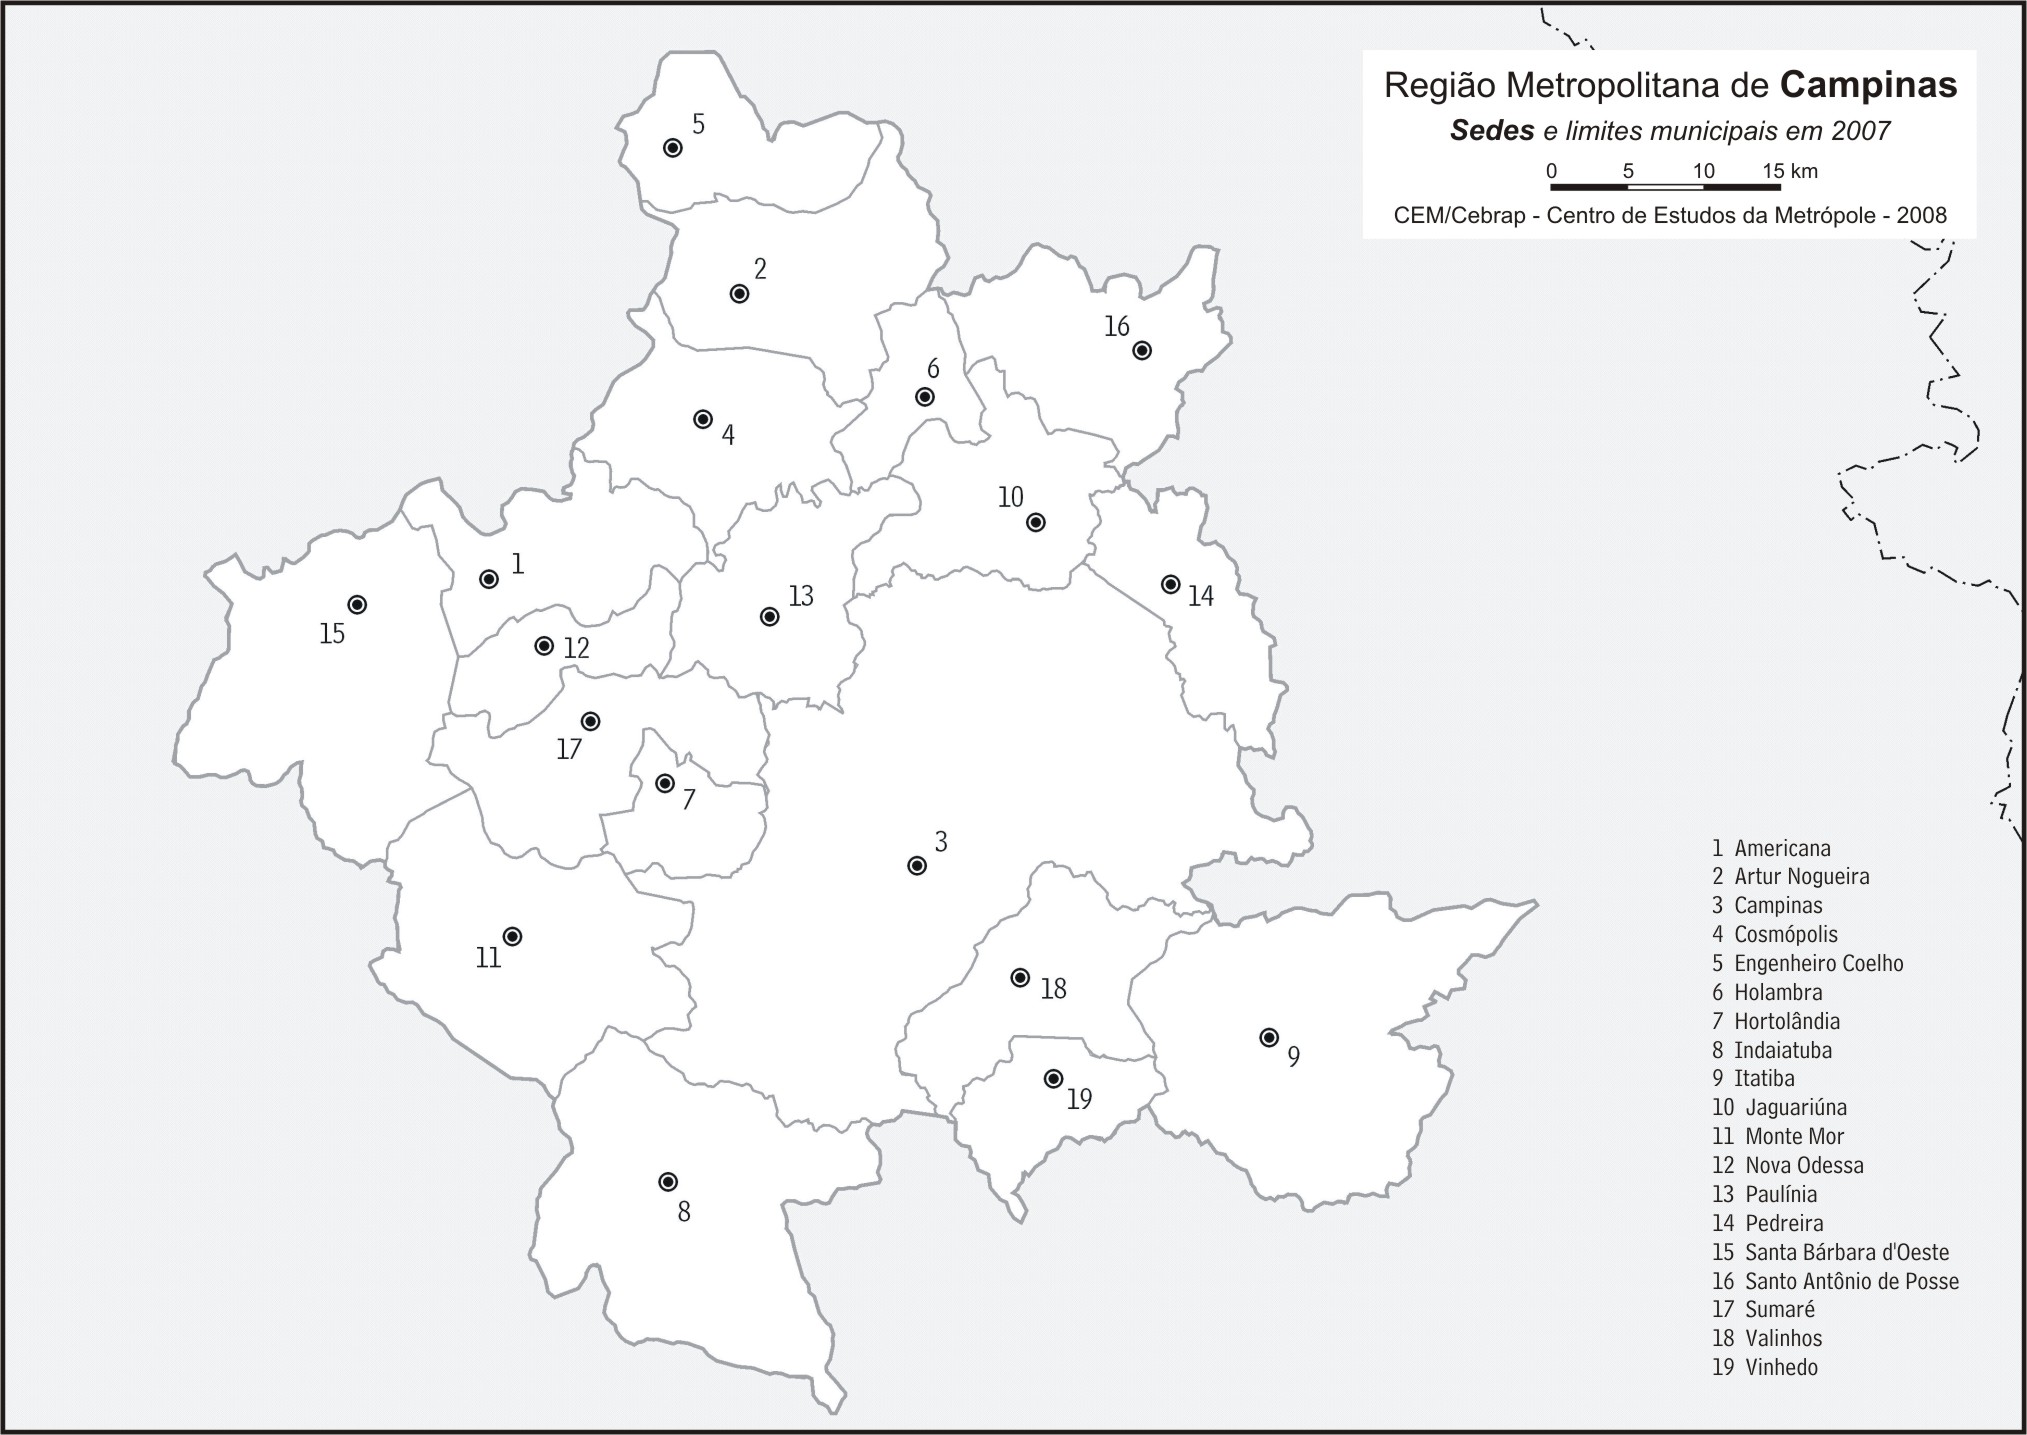 Região Metropolitana de Campinas
Sedes e limites municipais em 2007
0 5 10 15 km
CEM/Cebrap - Centro de Estudos da Metrópole - 2008
5
2
16
6
4
10
1
13
14
15
12
17
7
3
11
18
9
19
8
1 Americana
2 Artur Nogueira
3 Campinas
4 Cosmópolis
5 Engenheiro Coelho
6 Holambra
7 Hortolândia
8 Indaiatuba
9 Itatiba
10 Jaguariúna
11 Monte Mor
12 Nova Odessa
13 Paulínia
14 Pedreira
15 Santa Bárbara d'Oeste
16 Santo Antônio de Posse
17 Sumaré
18 Valinhos
19 Vinhedo